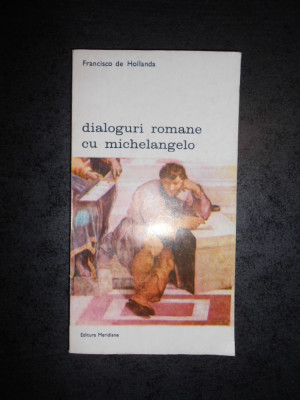 Francisco de Hollanda
dialoguri romane
cu michelangelo
Editura Meridiane